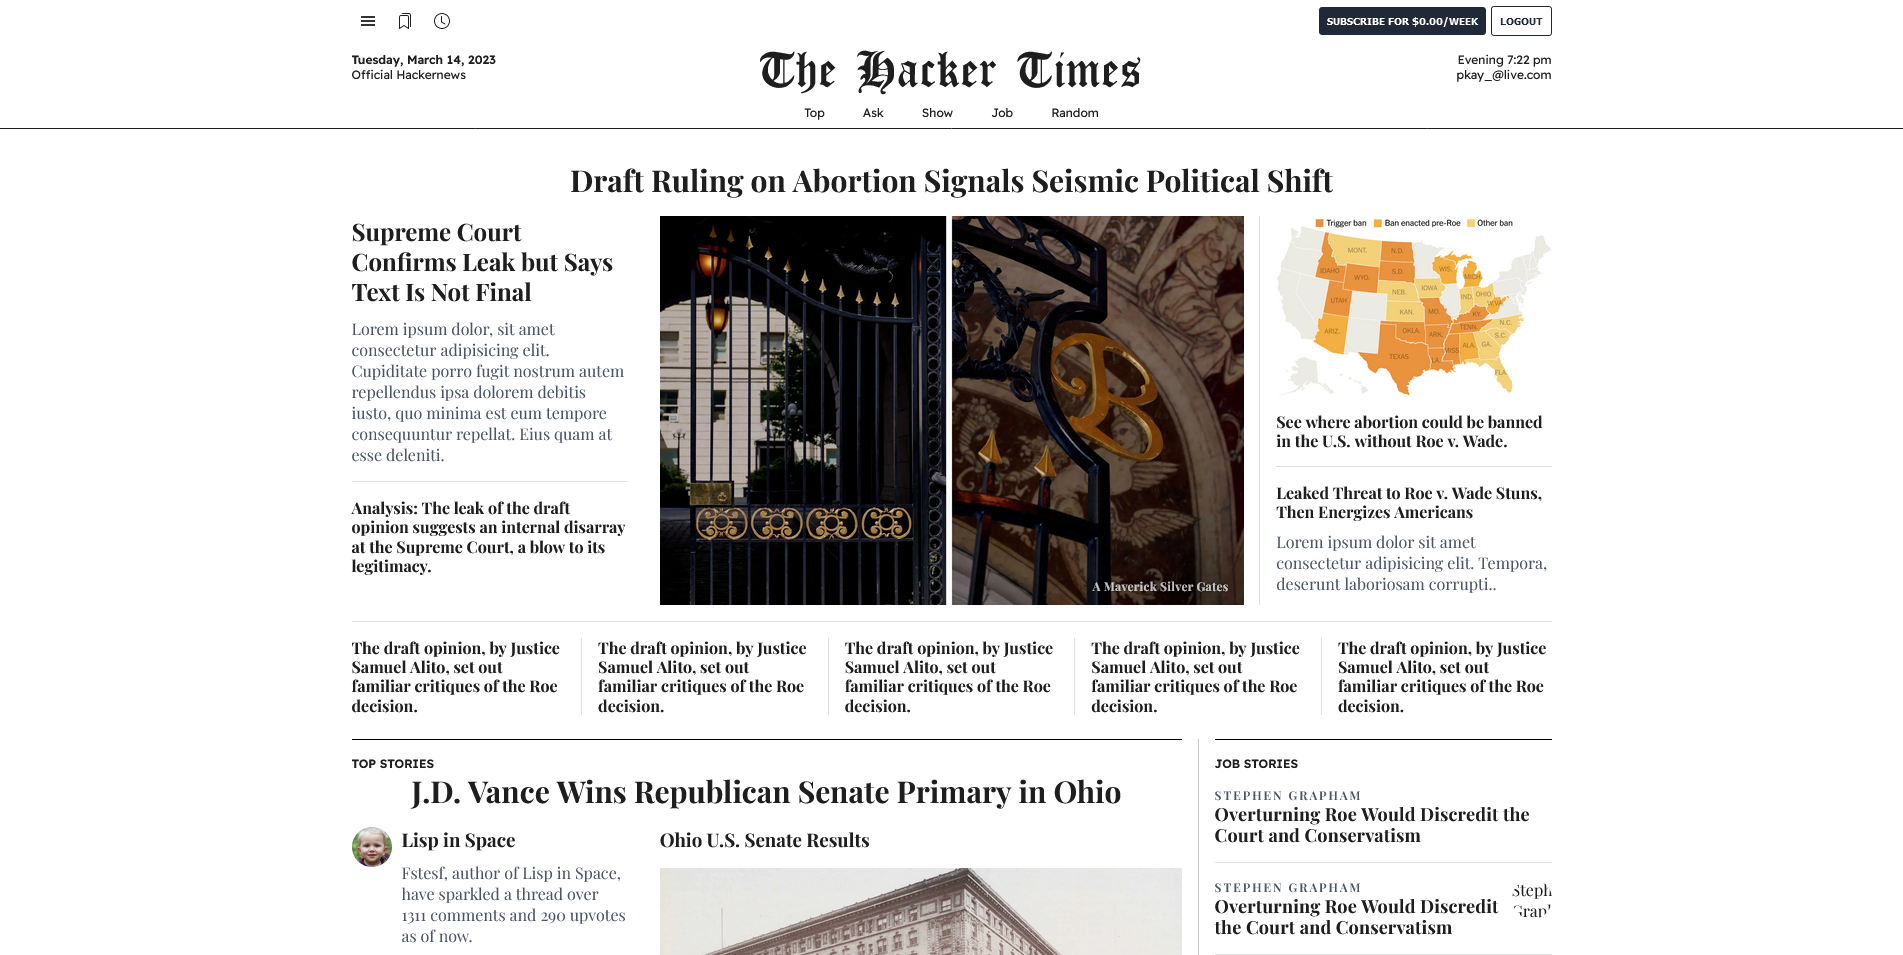 SUBSCRIBE FOR $0.00/WEEK
LOGOUT
Tuesday, March 14, 2023
Official Hackernews
The Hacker Times
Evening 7:22 pm
pkay_@live.com
Top
Ask
Show
Job
Random
Draft Ruling on Abortion Signals Seismic Political Shift
Supreme Court
Confirms Leak but Says
Text Is Not Final
Lorem ipsum dolor, sit amet
consectetur adipisicing elit.
Cupiditate porro fugit nostrum autem
repellendus ipsa dolorem debitis
iusto, quo minima est eum tempore
consequuntur repellat. Eius quam at
esse deleniti.
Analysis: The leak of the draft
opinion suggests an internal disarray
at the Supreme Court, a blow to its
legitimacy.
B
A Maverick Silver Gates
Trigger ban
Ban enacted pre-Roe
Other ban
MONT.
N.D.
IDAHO
WYO.
S.D.
WIS.
MICH.
NEB.
IOWA
UTAH
IND.
OHIO
W.VA.
KAN.
MO.
KY.
ARIZ.
OKLA.
ARK.
TENN.
N.C.
S.C.
TEXAS
LA.
MISS.
ALA.
GA.
FLA.
See where abortion could be banned
in the U.S. without Roe v. Wade.
Leaked Threat to Roe v. Wade Stuns,
Then Energizes Americans
Lorem ipsum dolor sit amet
consectetur adipisicing elit. Tempora,
deserunt laboriosam corrupti..
The draft opinion, by Justice
Samuel Alito, set out
familiar critiques of the Roe
decision.
The draft opinion, by Justice
Samuel Alito, set out
familiar critiques of the Roe
decision.
The draft opinion, by Justice
Samuel Alito, set out
familiar critiques of the Roe
decision.
The draft opinion, by Justice
Samuel Alito, set out
familiar critiques of the Roe
decision.
The draft opinion, by Justice
Samuel Alito, set out
familiar critiques of the Roe
decision.
TOP STORIES
J.D. Vance Wins Republican Senate Primary in Ohio
Lisp in Space
Fstesf, author of Lisp in Space,
have sparkled a thread over
1311 comments and 290 upvotes
as of now.
Ohio U.S. Senate Results
JOB STORIES
STEPHEN GRAPHAM
Overturning Roe Would Discredit the
Court and Conservatism
STEPHEN GRAPHAM
Overturning Roe Would Discredit
the Court and Conservatism